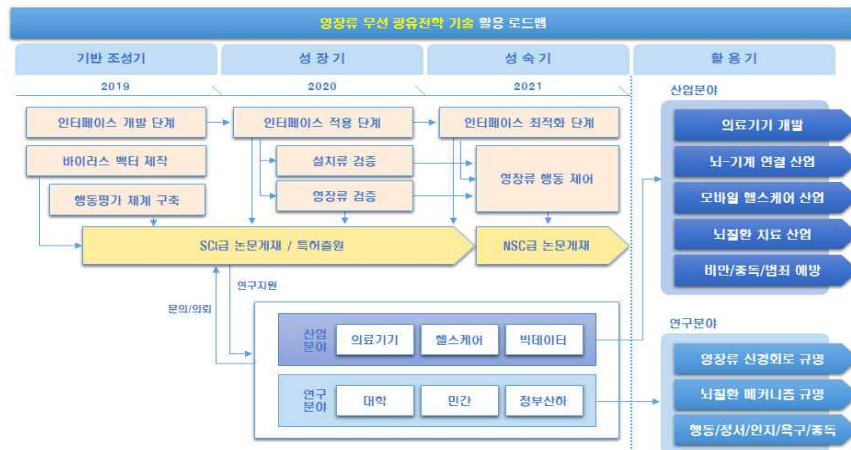 영장류 무선 광유전학 기술 활용 로드맵
기반 조성기
성 장 기
성 숙 기
활 용 기
2019
2020
2021
산업분야
인터페이스 개발 단계
인터페이스 적용 단계
인터페이스 최적화 단계
의료기기 개발
바이러스 벡터 제작
설치류 검증
영장류 행동 제어
뇌-기계 연결 산업
행동평가 체계 구축
영장류 검증
모바일 헬스케어 산업
SCI급 논문게재 / 특허출원
NSC급 논문게재
뇌질환 치료 산업
비만/중독/범죄 예방
연구지원
문의/의뢰
산업
분야
의료기기
헬스케어
빅데이터
연구분야
영장류 신경회로 규명
연구
분야
대학
민간
정부산하
뇌질환 메커니즘 규명
행동/정서/인지/욕구/중독